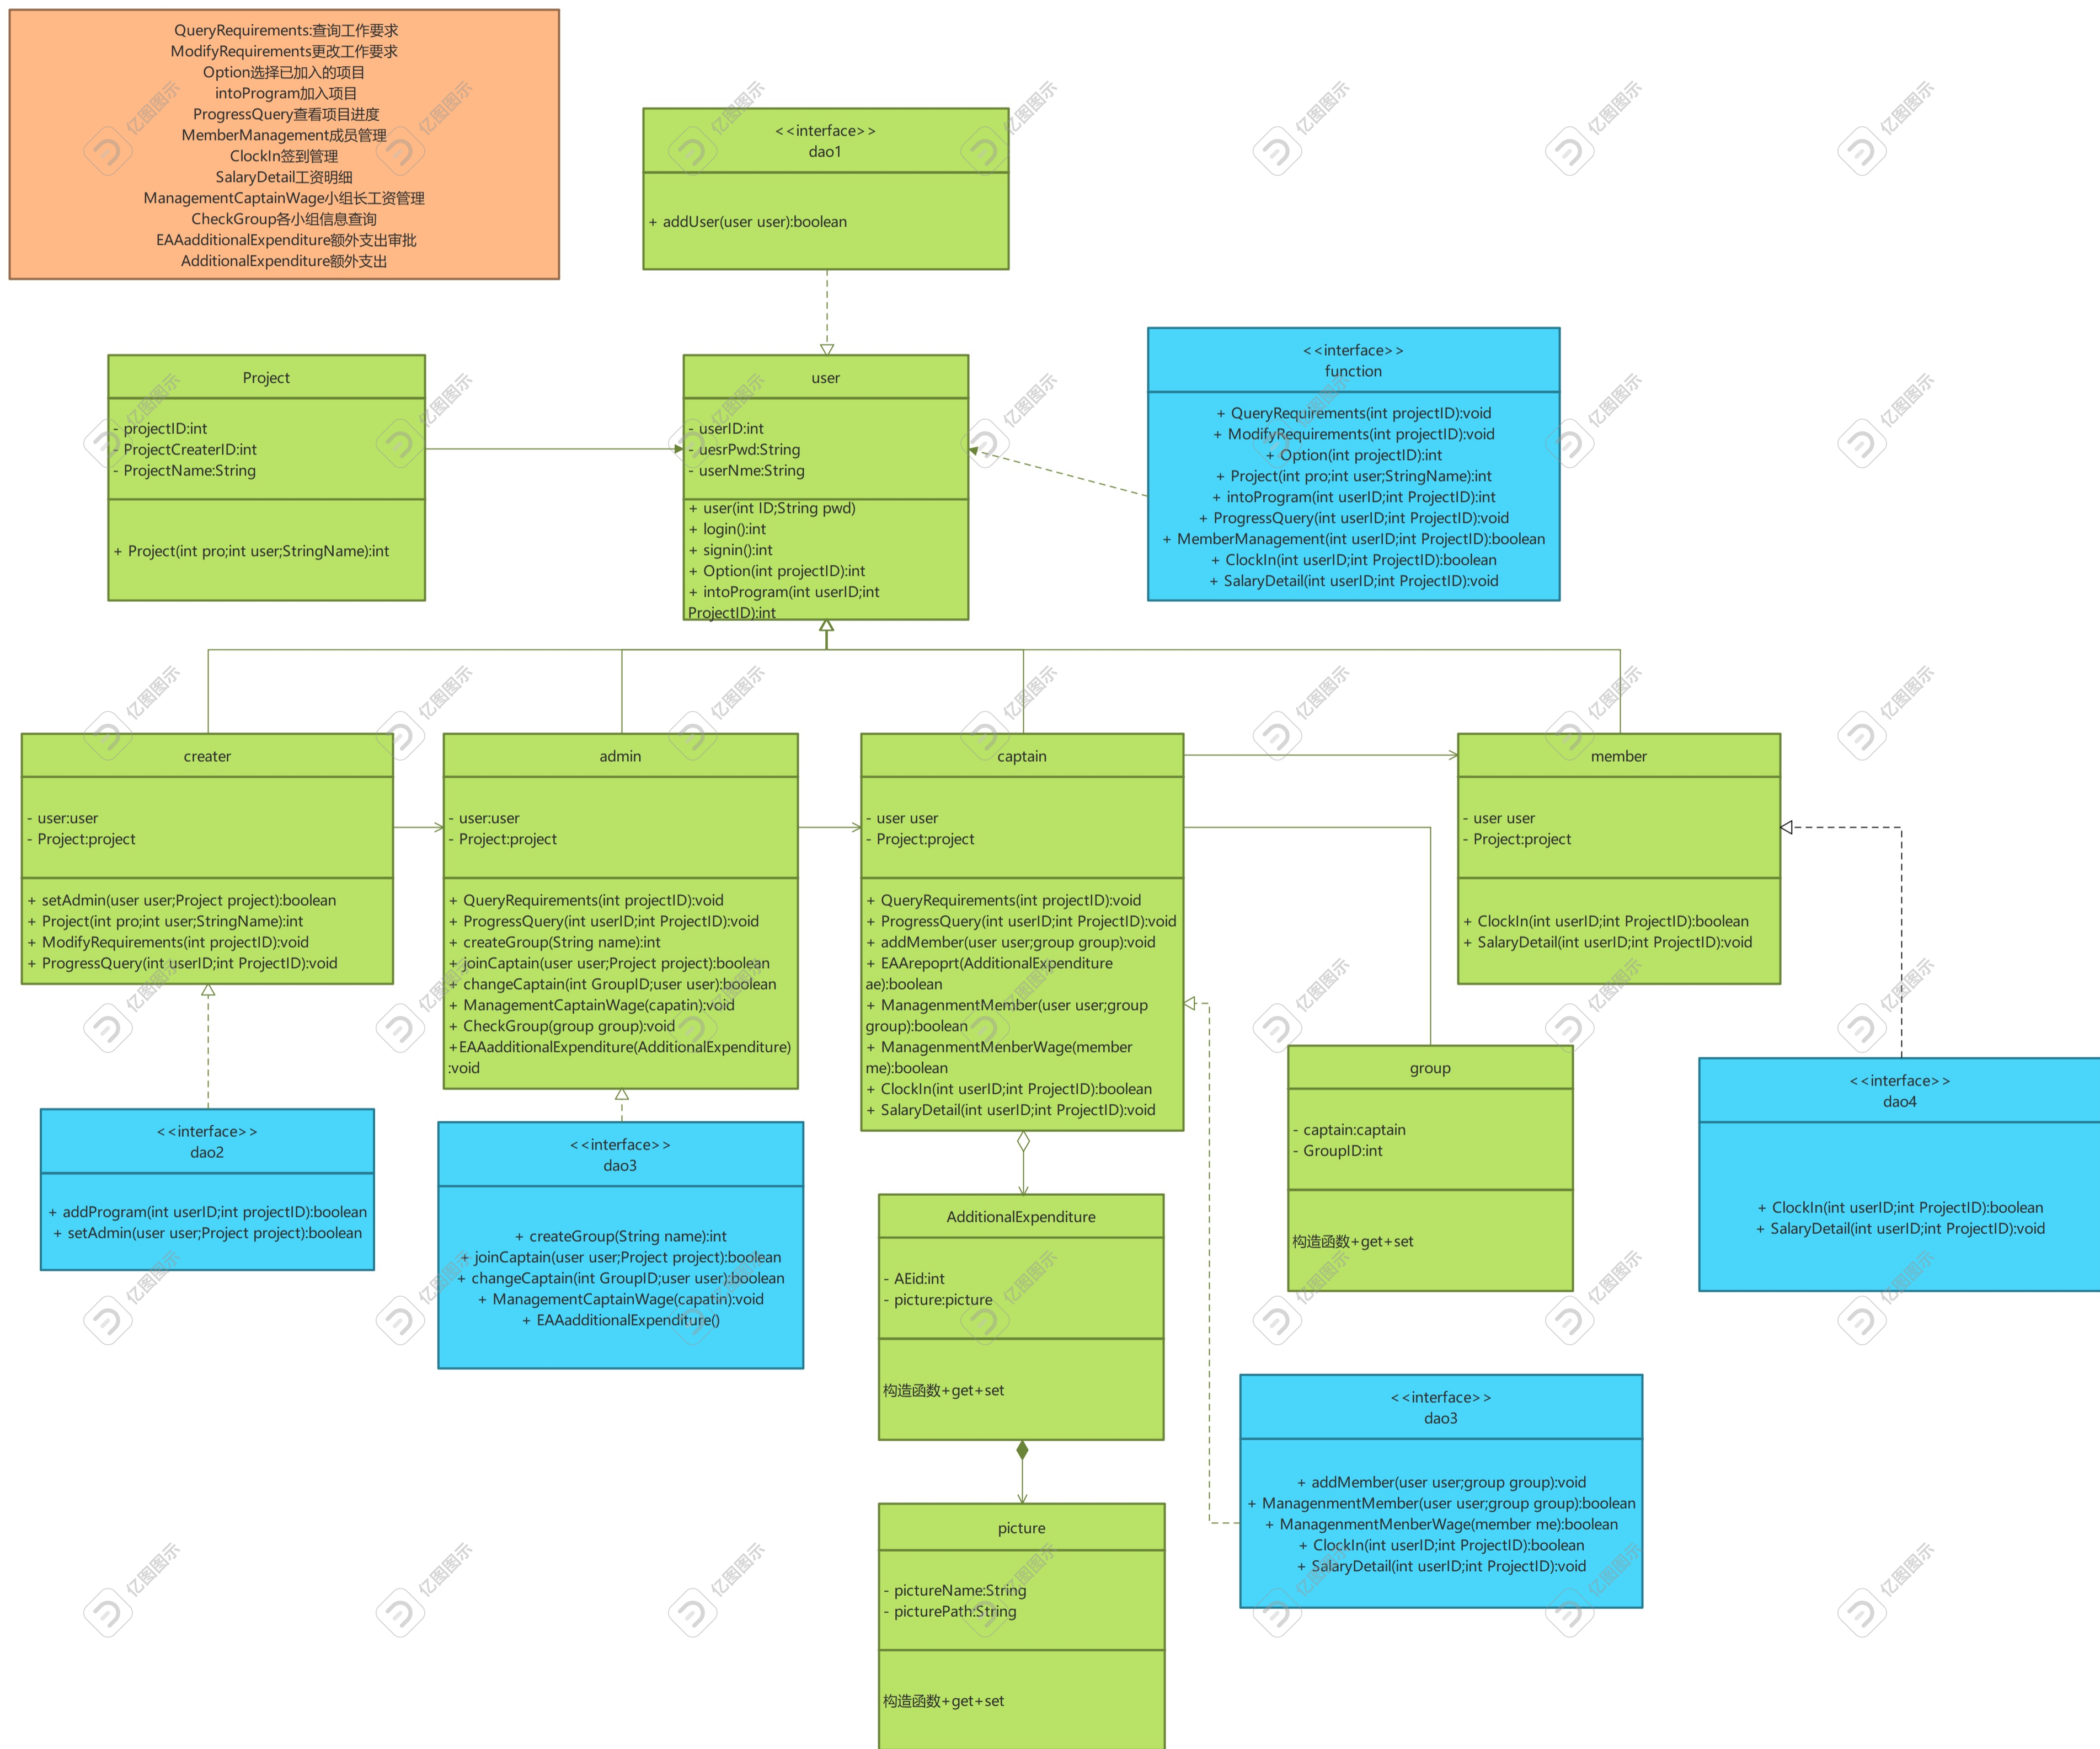 QueryRequirements:查询工作要求
ModifyRequirements更改工作要求
Option选择已加入的项目
intoProgram加入项目
ProgressQuery查看项目进度
MemberManagement成员管理
ClockIn签到管理
SalaryDetail工资明细
ManagementCaptainWage小组长工资管理
CheckGroup各小组信息查询
EAAadditionalExpenditure额外支出审批
AdditionalExpenditure额外支出
<<interface>>
dao1
+ addUser(user user):boolean
Project
- projectID:int
- ProjectCreaterID:int
- ProjectName:String
+ Project(int pro;int user;StringName):int
user
- userID:int
- uesrPwd:String
- userNme:String
+ user(int ID;String pwd)
+ login():int
+ signin():int
+ Option(int projectID):int
+ intoProgram(int userID;int
ProjectID):int
<<interface>>
function
+ QueryRequirements(int projectID):void
+ ModifyRequirements(int projectID):void
+ Option(int projectID):int
+ Project(int pro;int user;StringName):int
+ intoProgram(int userID;int ProjectID):int
+ ProgressQuery(int userID;int ProjectID):void
+ MemberManagement(int userID;int ProjectID):boolean
+ ClockIn(int userID;int ProjectID):boolean
+ SalaryDetail(int userID;int ProjectID):void
creater
- user:user
- Project:project
+ setAdmin(user user;Project project):boolean
+ Project(int pro;int user;StringName):int
+ ModifyRequirements(int projectID):void
+ ProgressQuery(int userID;int ProjectID):void
admin
- user:user
- Project:project
+ QueryRequirements(int projectID):void
+ ProgressQuery(int userID;int ProjectID):void
+ createGroup(String name):int
+ joinCaptain(user user;Project project):boolean
+ changeCaptain(int GroupID;user user):boolean
+ ManagementCaptainWage(capatin):void
+ CheckGroup(group group):void
+EAAadditionalExpenditure(AdditionalExpenditure)
:void
captain
- user user
- Project:project
+ QueryRequirements(int projectID):void
+ ProgressQuery(int userID;int ProjectID):void
+ addMember(user user;group group):void
+ EAArepoprt(AdditionalExpenditure
ae):boolean
+ ManagenmentMember(user user;group
group):boolean
+ ManagenmentMenberWage(member
me):boolean
+ ClockIn(int userID;int ProjectID):boolean
+ SalaryDetail(int userID;int ProjectID):void
member
- user user
- Project:project
+ ClockIn(int userID;int ProjectID):boolean
+ SalaryDetail(int userID;int ProjectID):void
<<interface>>
dao2
+ addProgram(int userID;int projectID):boolean
+ setAdmin(user user;Project project):boolean
<<interface>>
dao3
+ createGroup(String name):int
+ joinCaptain(user user;Project project):boolean
+ changeCaptain(int GroupID;user user):boolean
+ ManagementCaptainWage(capatin):void
+ EAAadditionalExpenditure()
AdditionalExpenditure
- AEid:int
- picture:picture
构造函数+get+set
group
- captain:captain
- GroupID:int
构造函数+get+set
<<interface>>
dao4
+ ClockIn(int userID;int ProjectID):boolean
+ SalaryDetail(int userID;int ProjectID):void
<<interface>>
dao3
+ addMember(user user;group group):void
+ ManagenmentMember(user user;group group):boolean
+ ManagenmentMenberWage(member me):boolean
+ ClockIn(int userID;int ProjectID):boolean
+ SalaryDetail(int userID;int ProjectID):void
picture
- pictureName:String
- picturePath:String
构造函数+get+set
亿图图示